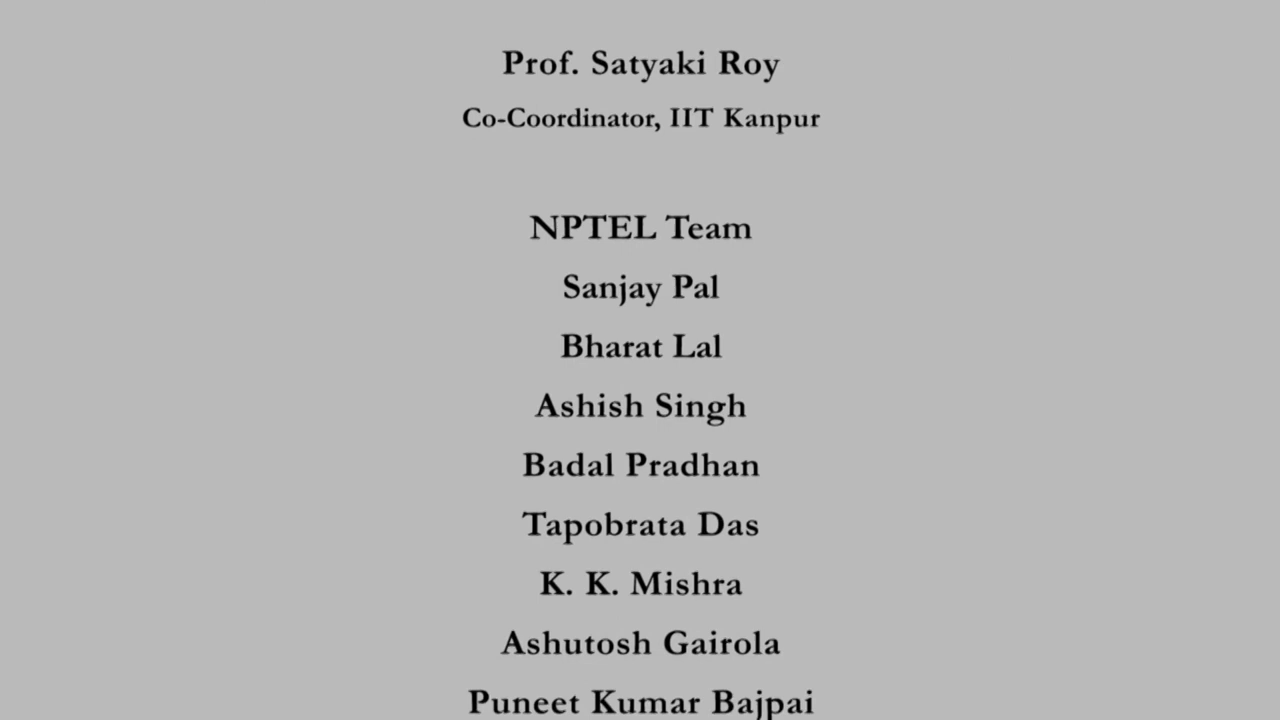 Prof. Satyaki Roy
Co-Coordinator, IIT Kanpur
NPTEL Team
Sanjay Pal
Bharat Lal
Ashish Singh
Badal Pradhan
Tapobrata Das
K. K. Mishra
Ashutosh Gairola
Puneet Kumar Bajpai